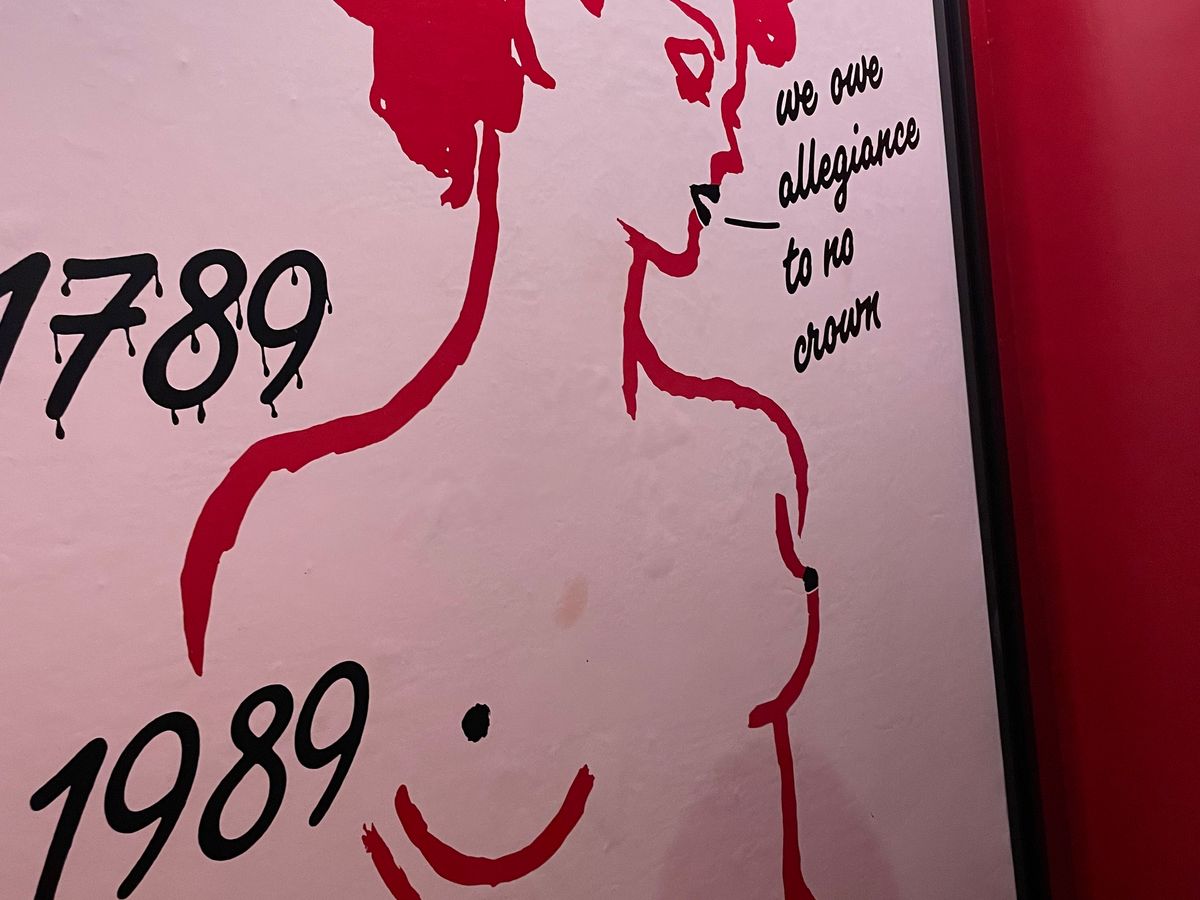 we owe
allegiance
to no
crown
1789
1989